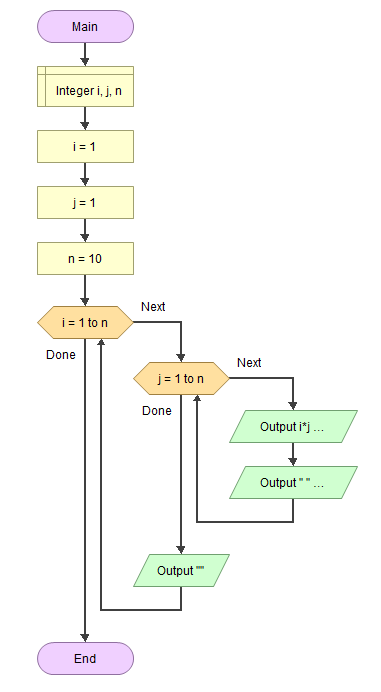 Main
Integer i, j, n
i = 1
j = 1
n = 10
i = 1 to n
Next
Done
j = 1 to n
Next
Done
Output i*j ...
Output " " ...
Output ""
End